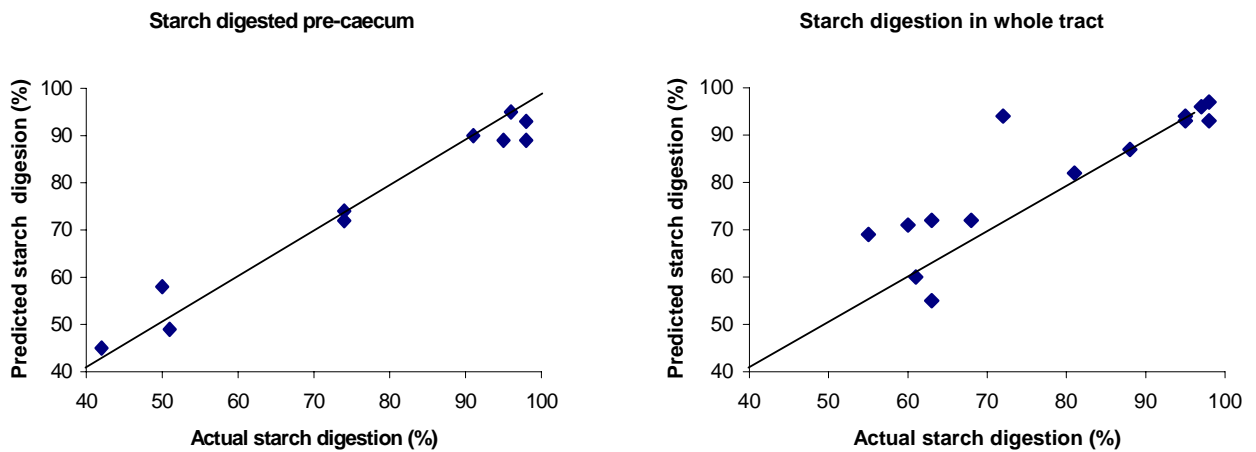 Starch digested pre-caecum
Predicted starch digestion (%)
100
90
80
70
60
50
40
40 50 60 70 80 90 100
Actual starch digestion (%)
Starch digestion in whole tract
Predicted starch digestion (%)
100
90
80
70
60
50
40
40 50 60 70 80 90 100
Actual starch digestion (%)